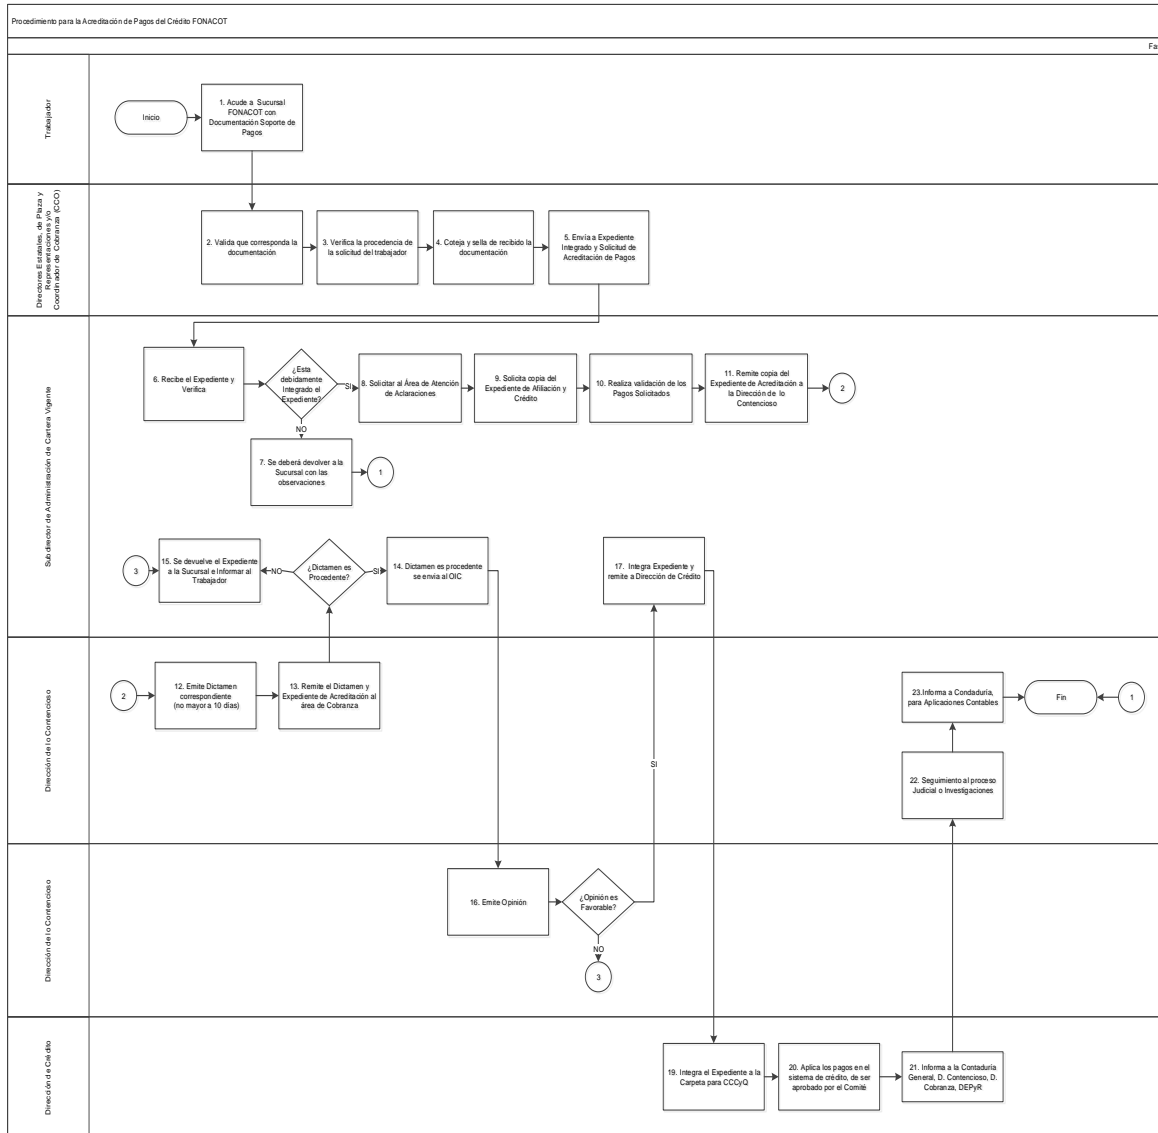 Procedimiento para la Acreditación de Pagos del Crédito FONACOT
Fas
Trabajador
Inicio
1. Acude a Sucursal
FONACOT con
Documentación Soporte de
Pagos
Directores Estatales, de Plaza y
Representaciones y/o
Coordinador de Cobranza (CCO)
2. Valida que corresponda la
documentación
3. Verifica la procedencia de
la solicitud del trabajador
4. Coteja y sella de recibido la
documentación
5. Envía a Expediente
Integrado y Solicitud de
Acreditación de Pagos
Subdirector de Administración de Cartera Vigente
6. Recibe el Expediente y
Verifica
¿Esta
debidamente
Integrado el
Expediente?
SI
8. Solicitar al Área de Atención
de Aclaraciones
9. Solicita copia del
Expediente de Afiliación y
Crédito
10. Realiza validación de los
Pagos Solicitados
11. Remite copia del
Expediente de Acreditación a
la Dirección de lo
Contencioso
2
NO
7. Se deberá devolver a la
Sucursal con las
observaciones
1
3
15. Se devuelve el Expediente
a la Sucursal e Informar al
Trabajador
NO
¿Dictamen es
Procedente?
SI
14. Dictamen es procedente
se envía al OIC
17. Integra Expediente y
remite a Dirección de Crédito
Dirección de lo Contencioso
2
12. Emite Dictamen
correspondiente
(no mayor a 10 días)
13. Remite el Dictamen y
Expediente de Acreditación al
área de Cobranza
SI
23.Informa a Condaduría,
para Aplicaciones Contables
Fin
1
22. Seguimiento al proceso
Judicial o Investigaciones
Dirección de lo Contencioso
16. Emite Opinión
¿Opinión es
Favorable?
NO
3
Dirección de Crédito
19. Integra el Expediente a la
Carpeta para CCCyQ
20. Aplica los pagos en el
sistema de crédito, de ser
aprobado por el Comité
21. Informa a la Contaduría
General, D. Contencioso, D.
Cobranza, DEPyR